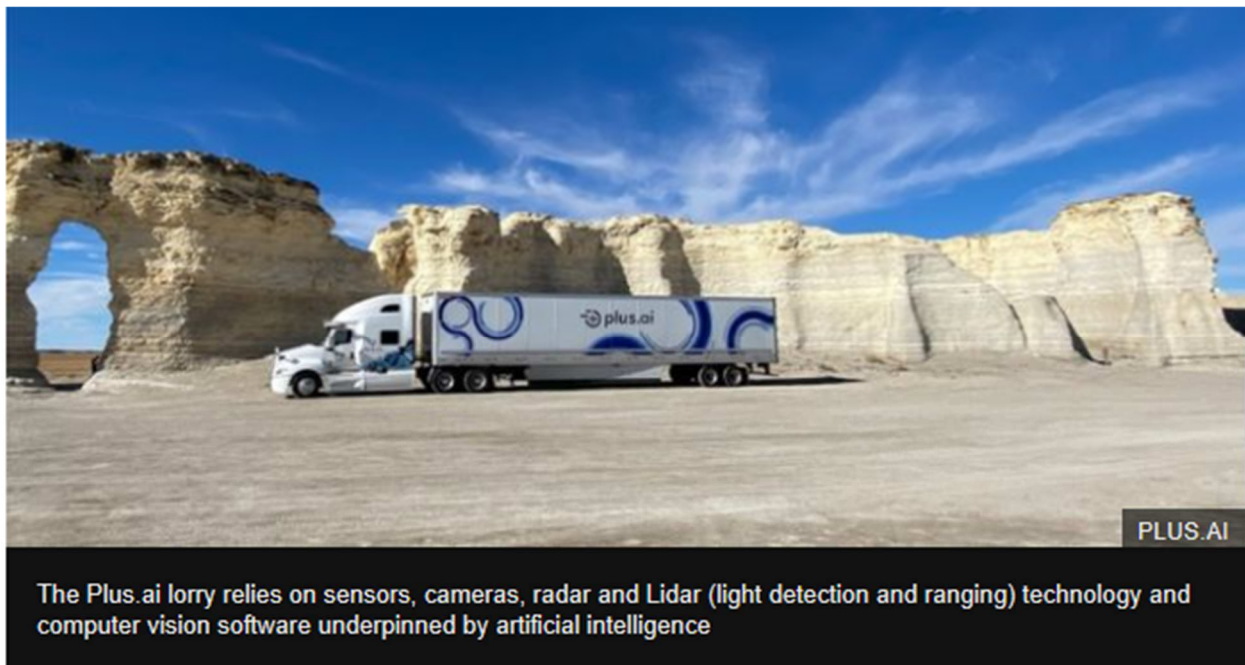 plus.ai
PLUS.AI
The Plus.ai lorry relies on sensors, cameras, radar and Lidar (light detection and ranging) technology and
computer vision software underpinned by artificial intelligence